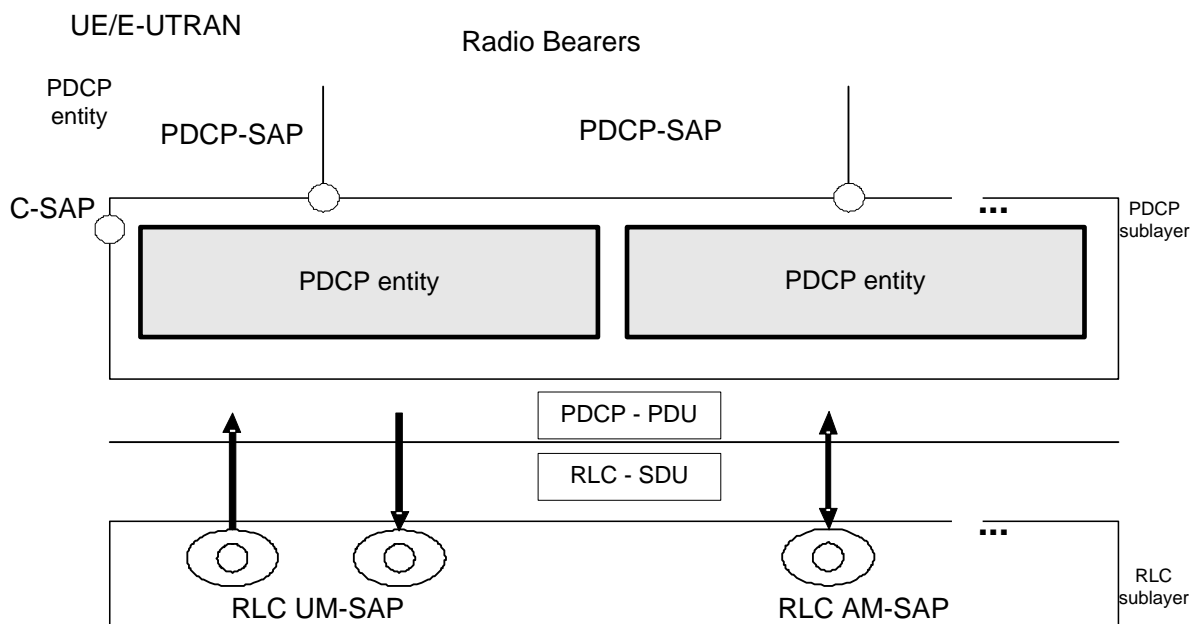 UE/E-UTRAN
Radio Bearers
PDCP
entity
PDCP-SAP
PDCP-SAP
C-SAP
...
PDCP
sublayer
PDCP entity
PDCP entity
PDCP - PDU
RLC - SDU
...
RLC UM-SAP
RLC AM-SAP
RLC
sublayer